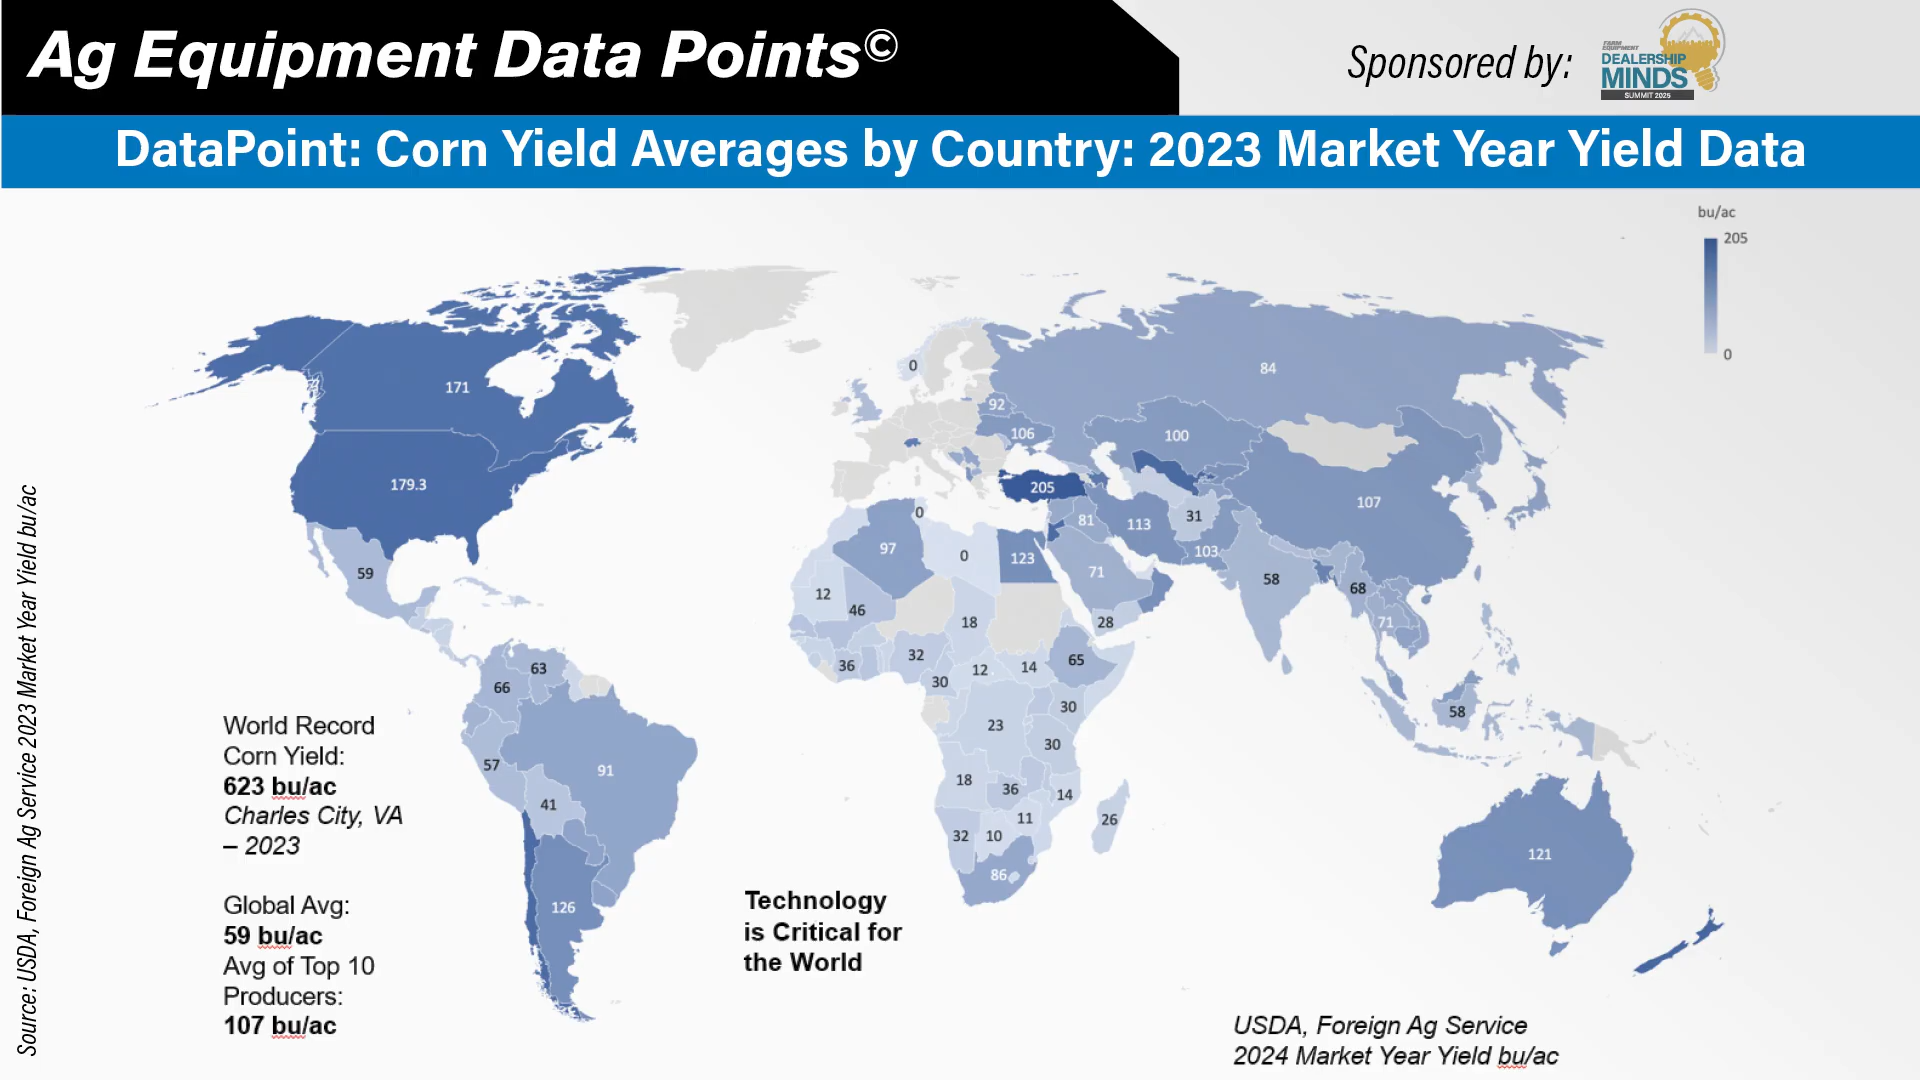 Ag Equipment Data Points©
Sponsored by:
FARM EQUIPMENT
DEALERSHIP
MINDS
SUMMIT 2025
DataPoint: Corn Yield Averages by Country: 2023 Market Year Yield Data
bu/ac
205
0
171
179.3
59
63
66
57
91
41
126
0
92
106
84
100
205
107
0
97
0
123
81
113
31
103
71
58
68
71
28
12
46
18
36
32
30
12
14
65
23
30
30
18
36
14
11
32
10
26
86
58
121
World Record
Corn Yield:
623 bu/ac
Charles City, VA
– 2023
Global Avg:
59 bu/ac
Avg of Top 10
Producers:
107 bu/ac
Technology
is Critical for
the World
USDA, Foreign Ag Service
2024 Market Year Yield bu/ac
Source: USDA, Foreign Ag Service 2023 Market Year Yield bu/ac